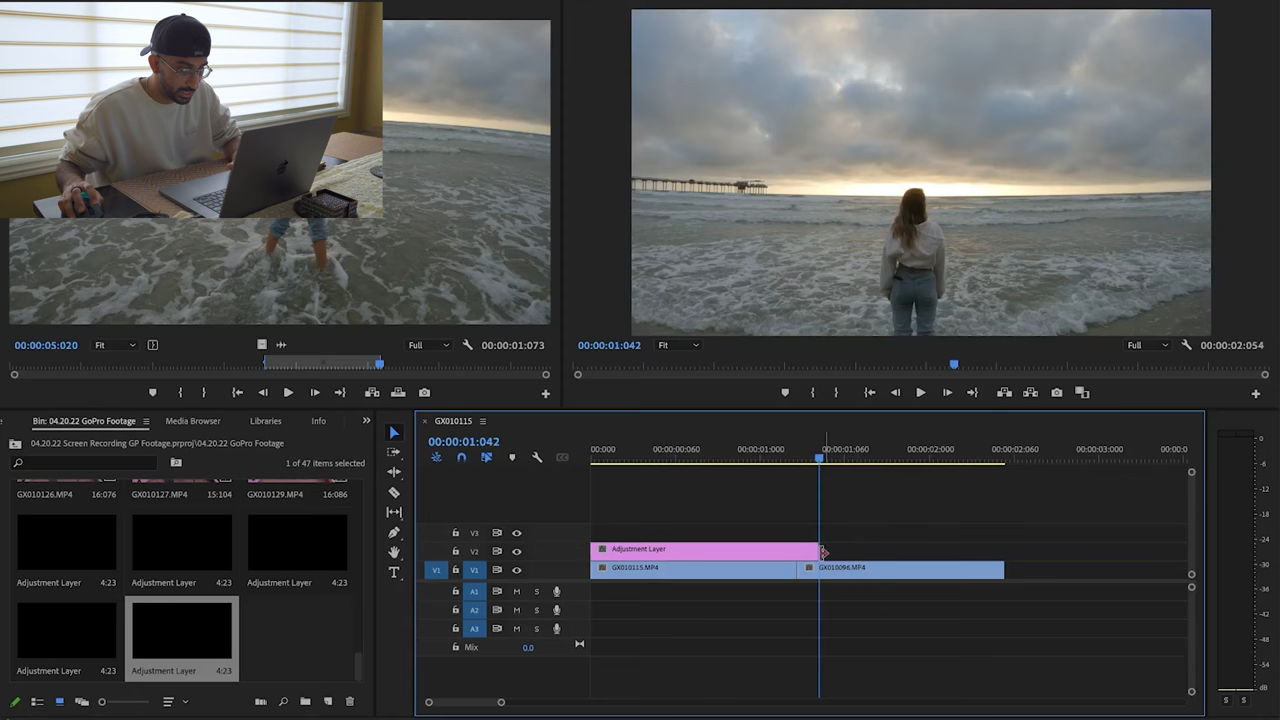 00:00:05:020
Fit
Full
00:00:01:073
00:00:01:042
Fit
Full
00:00:02:054
Bin: 04.20.22 GoPro Footage
Media Browser
Libraries
Info
04.20.22 Screen Recording GP Footage.prproj\04.20.22 GoPro Footage
1 of 47 items selected
GX010126.MP4
16:076
GX010127.MP4
15:104
GX010129.MP4
16:086
Adjustment Layer
4:23
Adjustment Layer
4:23
Adjustment Layer
4:23
Adjustment Layer
4:23
Adjustment Layer
4:23
GX010115
00:00:01:042
00:000
00:00:00:060
00:00:01:000
00:00:01:060
00:00:02:000
00:00:02:060
00:00:03:000
00:00:0
V3
V2
Adjustment Layer
V1
V1
GX010115.MP4
GX010096.MP4
A1
M
S
A2
M
S
A3
M
S
Mix
0.0
0
-6
-12
-18
-24
-30
-36
-42
-48
-54
dB
S
S